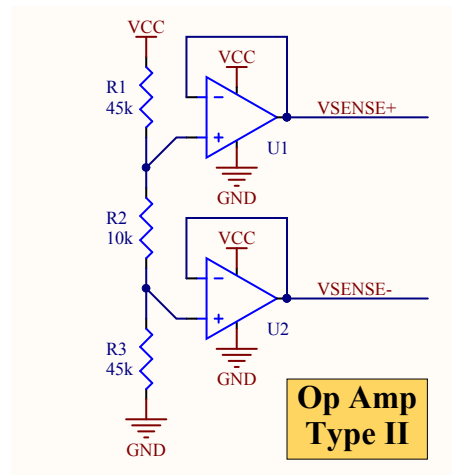 VCC
R1
45k
VCC
VSENSE+
U1
GND
R2
10k
VCC
VSENSE-
U2
R3
45k
GND
GND
Op Amp
Type II